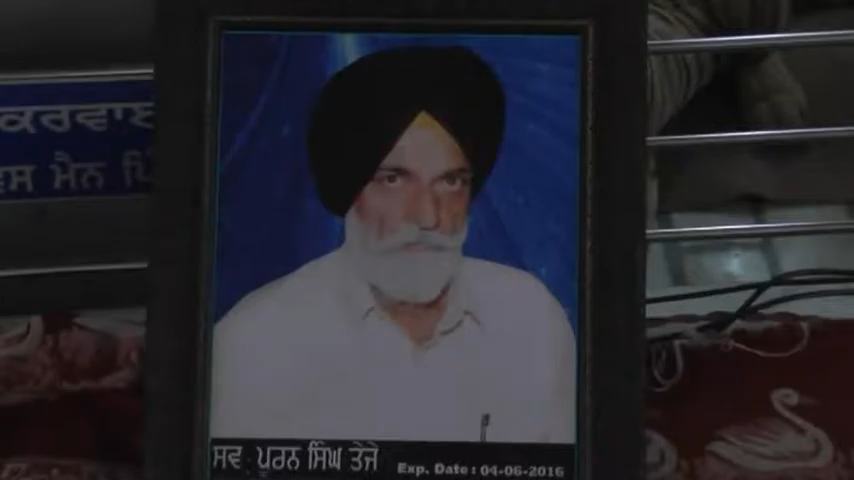 ਕਰਵਾਇ
ਮੈਨ
ਸਵ. ਪੂਰਨ ਸਿੰਘ ਤੇਜੇ
Exp. Date : 04-06-2016